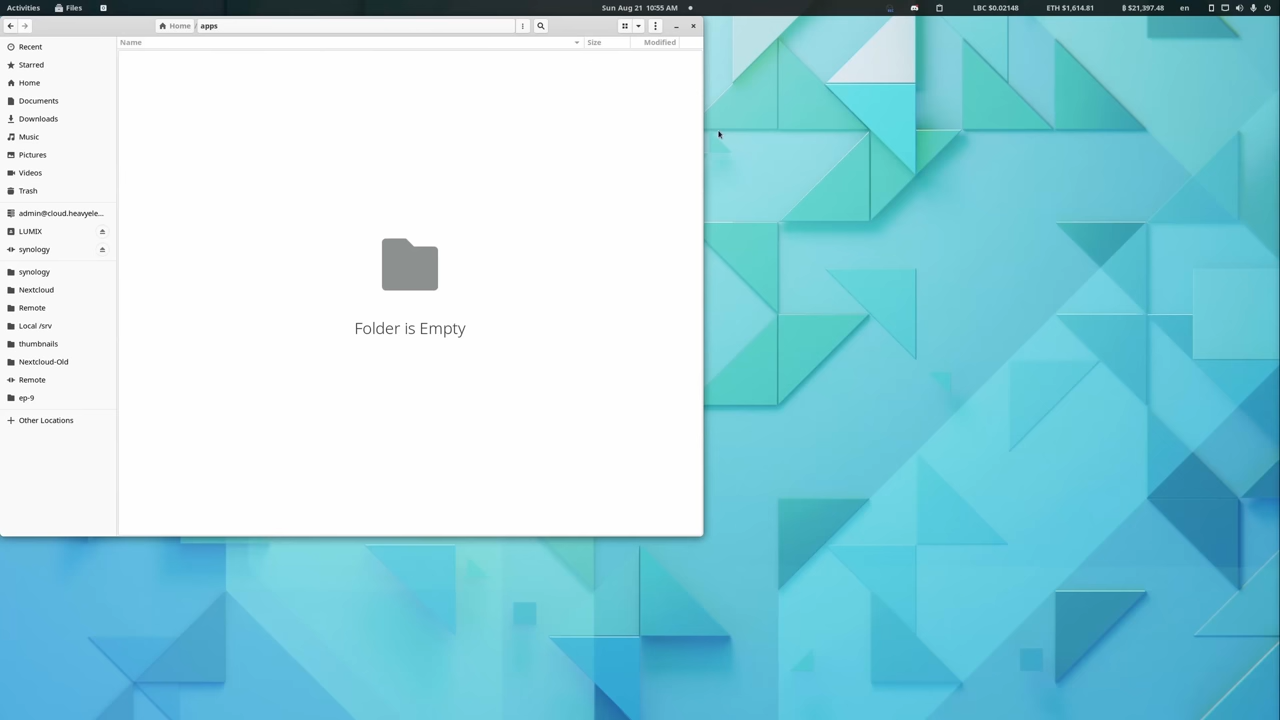 Activities Files Sun Aug 21 10:55 AM LBC $0.02148 ETH $1,614.81 ₿ $21,397.48 en
Home / apps
Name Size Modified
Recent
Starred
Home
Documents
Downloads
Music
Pictures
Videos
Trash
admin@cloud.heavyele...
LUMIX
synology
synology
Nextcloud
Remote
Local /srv
thumbnails
Nextcloud-Old
Remote
ep-9
Other Locations
Folder is Empty